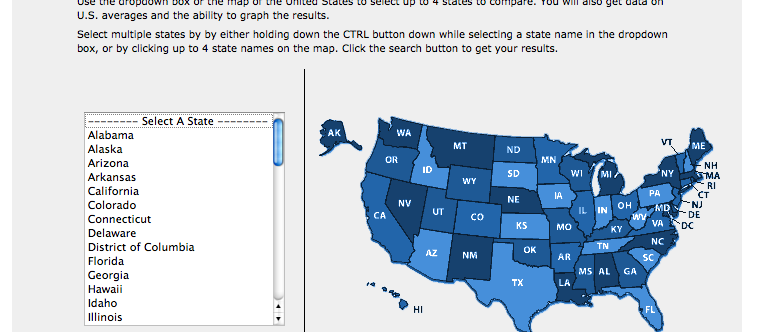 Use the dropdown box or the map of the United States to select up to 4 states to compare. You will also get data on
U.S. averages and the ability to graph the results.
Select multiple states by by either holding down the CTRL button down while selecting a state name in the dropdown
box, or by clicking up to 4 state names on the map. Click the search button to get your results.
-------- Select A State --------
Alabama
Alaska
Arizona
Arkansas
California
Colorado
Connecticut
Delaware
District of Columbia
Florida
Georgia
Hawaii
Idaho
Illinois
AK
WA
MT
ND
MN
VT
ME
OR
ID
WY
SD
WI
MI
NY
NH
MA
RI
CT
NV
UT
CO
NE
IA
IL
IN
OH
PA
NJ
MD
DE
DC
CA
KS
MO
KY
WV
VA
AZ
NM
OK
AR
TN
NC
SC
TX
LA
MS
AL
GA
FL
HI